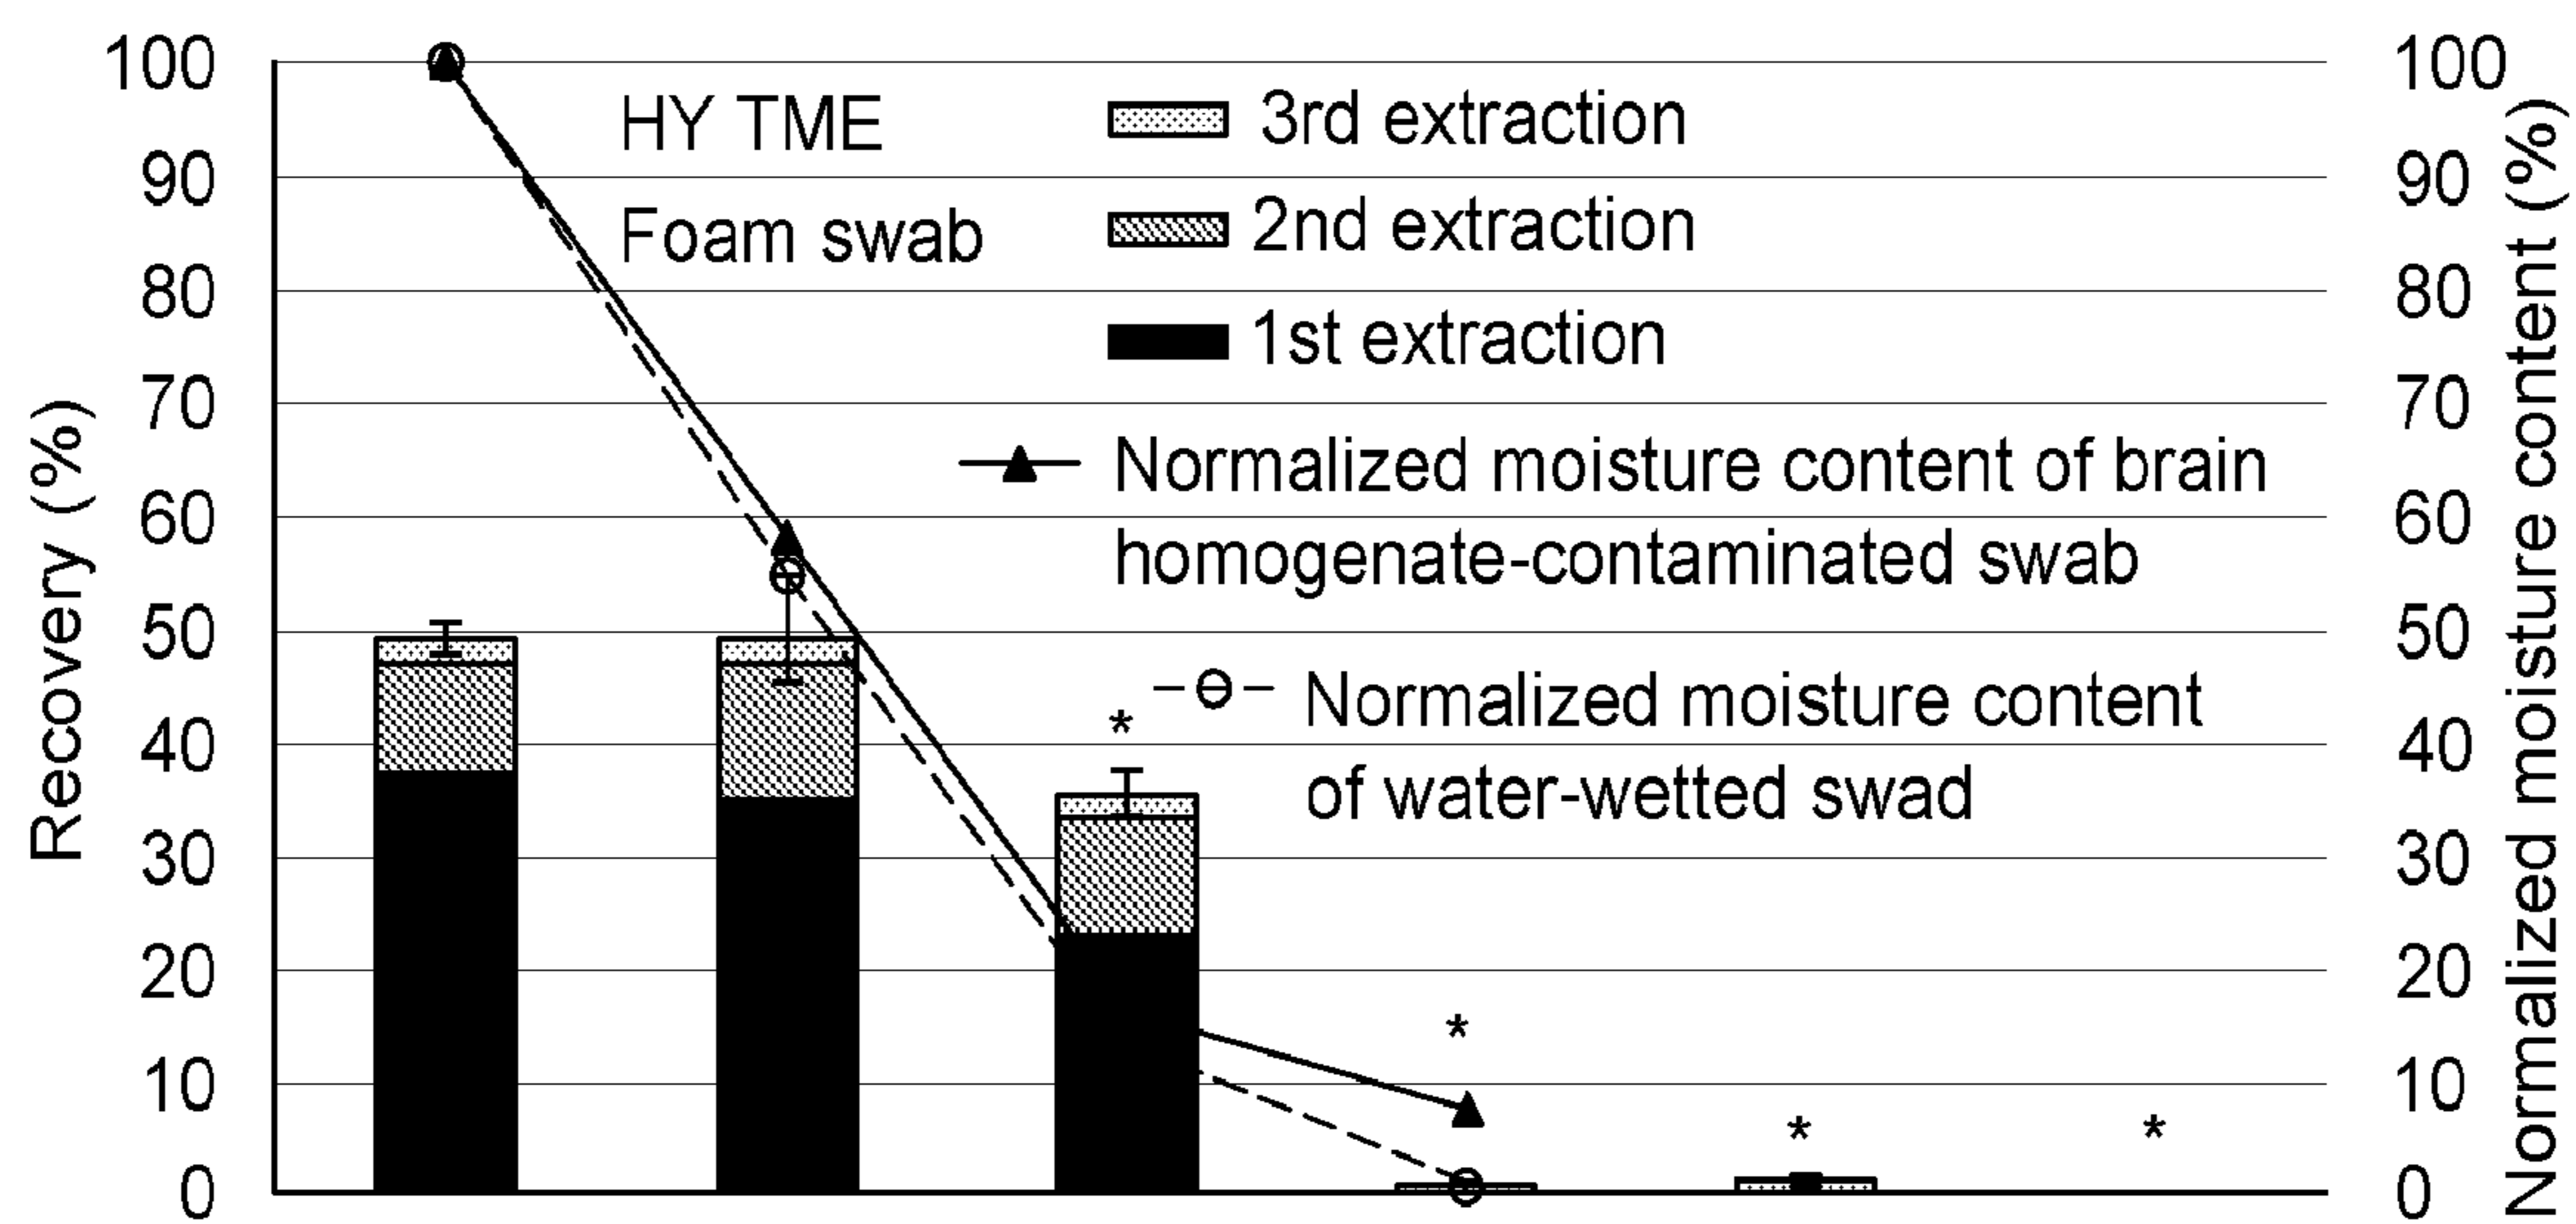 Recovery (%)
100
90
80
70
60
50
40
30
20
10
0
HY TME
Foam swab
3rd extraction
2nd extraction
1st extraction
Normalized moisture content of brain
homogenate-contaminated swab
Normalized moisture content
of water-wetted swad
*
*
*
*
100
90
80
70
60
50
40
30
20
10
0
Normalized moisture content (%)